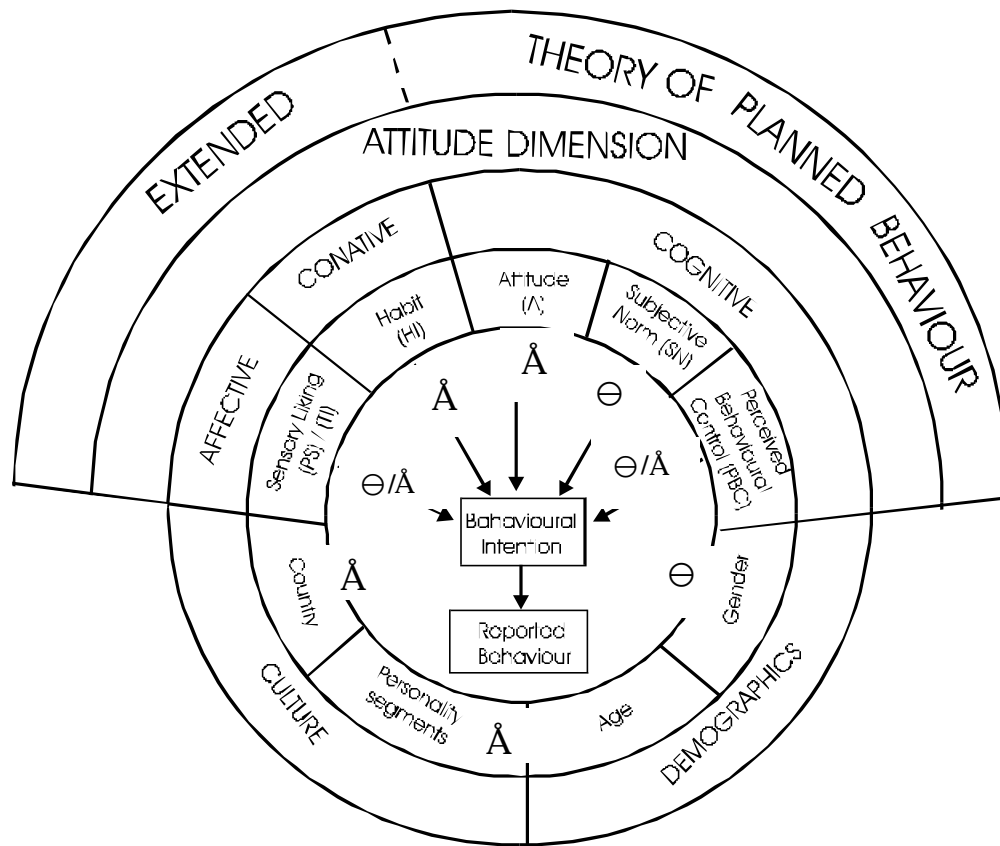 EXTENDED
THEORY OF PLANNED BEHAVIOUR
ATTITUDE DIMENSION
AFFECTIVE
CONATIVE
COGNITIVE
Sensory Liking
(PS) / (TI)
Habit
(HI)
Attitude
(A)
Subjective
Norm (SN)
Perceived
Behavioural
Control (PBC)
Å
Å
⊖
⊖/Å
⊖/Å
Bahavioural
Intention
Reported
Behaviour
Å
⊖
Country
Gender
Personality
segments
Å
Age
CULTURE
DEMOGRAPHICS